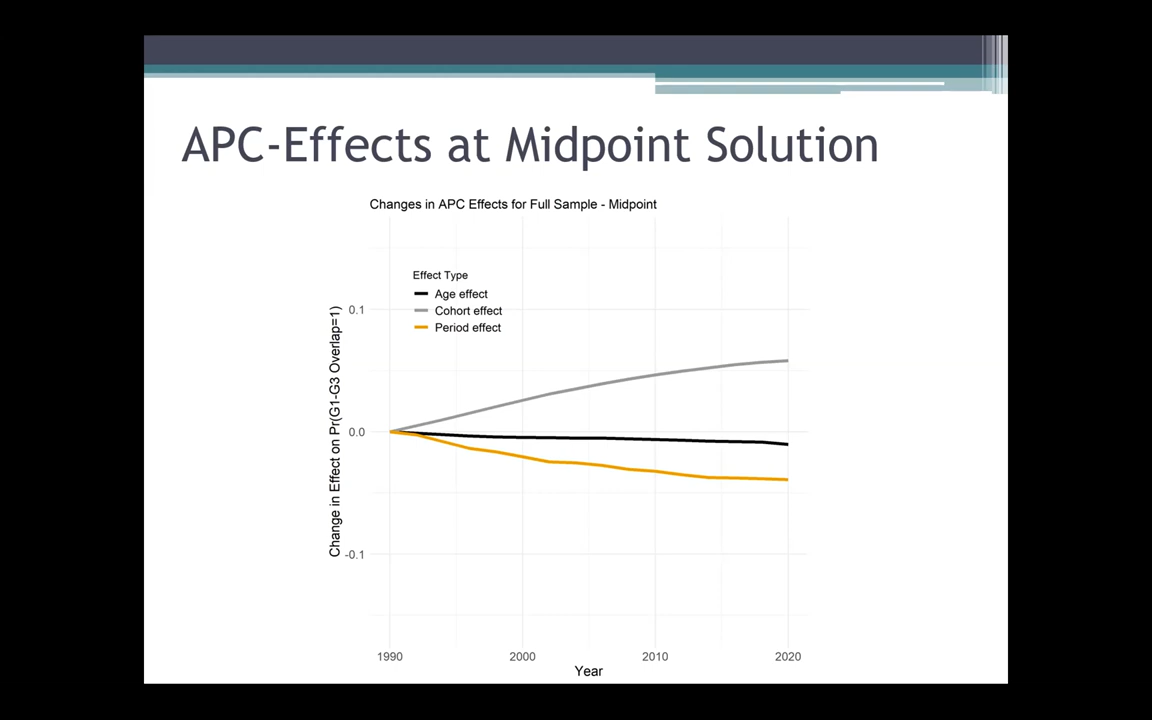 APC-Effects at Midpoint Solution
Changes in APC Effects for Full Sample - Midpoint
Effect Type
Age effect
Cohort effect
Period effect
Change in Effect on Pr(G1-G3 Overlap=1)
0.1
0.0
-0.1
1990 2000 2010 2020
Year